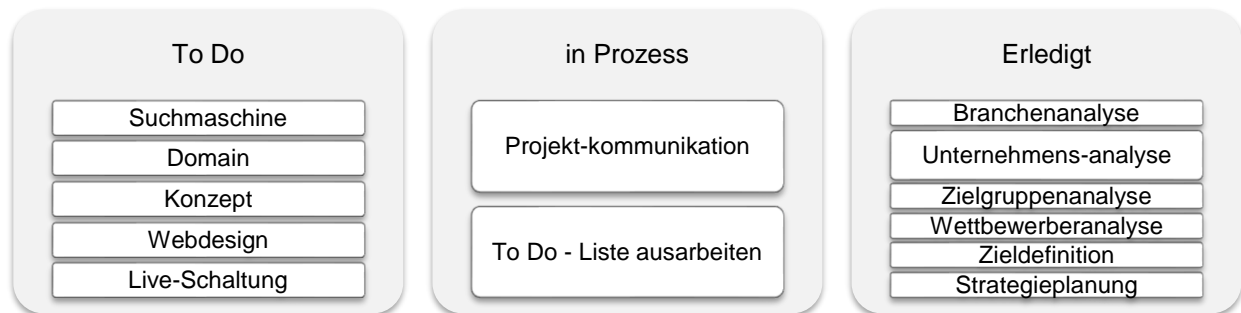 To Do
Suchmaschine
Domain
Konzept
Webdesign
Live-Schaltung
in Prozess
Projekt-kommunikation
To Do - Liste ausarbeiten
Erledigt
Branchenanalyse
Unternehmens-analyse
Zielgruppenanalyse
Wettbewerberanalyse
Zieldefinition
Strategieplanung